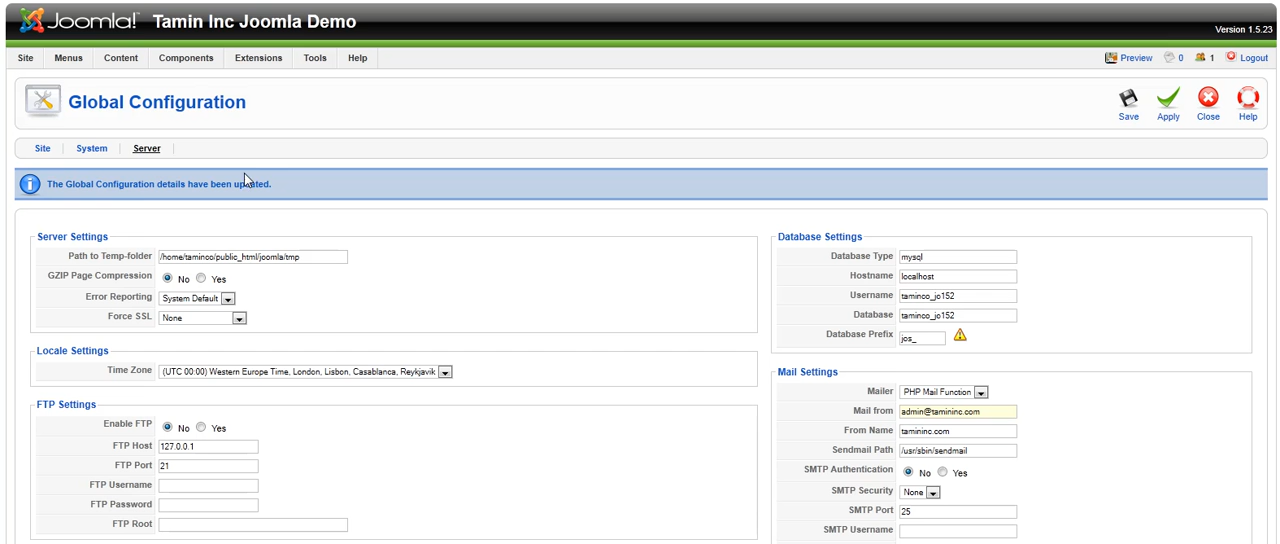 Joomla! Tamin Inc Joomla Demo
Version 1.5.23
Site Menus Content Components Extensions Tools Help Preview 0 1 Logout
Global Configuration
Save Apply Close Help
Site System Server
The Global Configuration details have been updated.
Server Settings
Path to Temp-folder /home/taminco/public_html/joomla/tmp
GZIP Page Compression No Yes
Error Reporting System Default
Force SSL None
Locale Settings
Time Zone (UTC 00:00) Western Europe Time, London, Lisbon, Casablanca, Reykjavik
FTP Settings
Enable FTP No Yes
FTP Host 127.0.0.1
FTP Port 21
FTP Username
FTP Password
FTP Root
Database Settings
Database Type mysql
Hostname localhost
Username taminco_jo152
Database taminco_jo152
Database Prefix jos_
Mail Settings
Mailer PHP Mail Function
Mail from admin@tamininc.com
From Name tamininc.com
Sendmail Path /usr/sbin/sendmail
SMTP Authentication No Yes
SMTP Security None
SMTP Port 25
SMTP Username